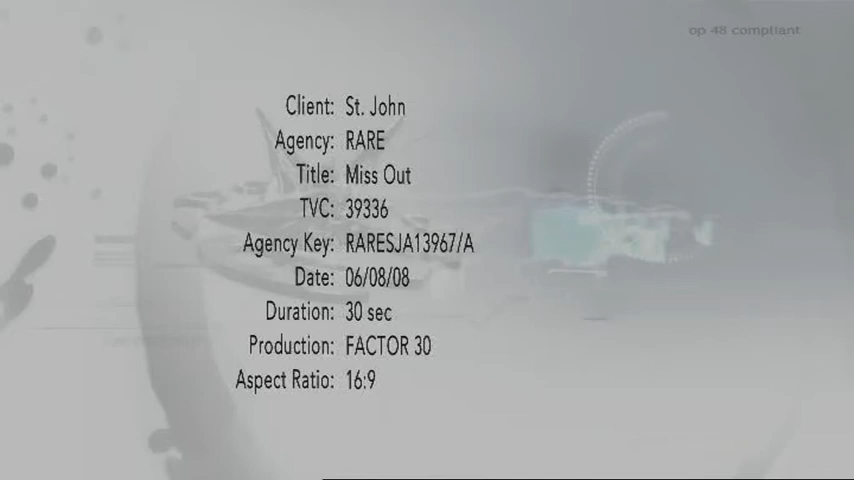 op 48 compliant
Client: St. John
Agency: RARE
Title: Miss Out
TVC: 39336
Agency Key: RARESJA13967/A
Date: 06/08/08
Duration: 30 sec
Production: FACTOR 30
Aspect Ratio: 16:9